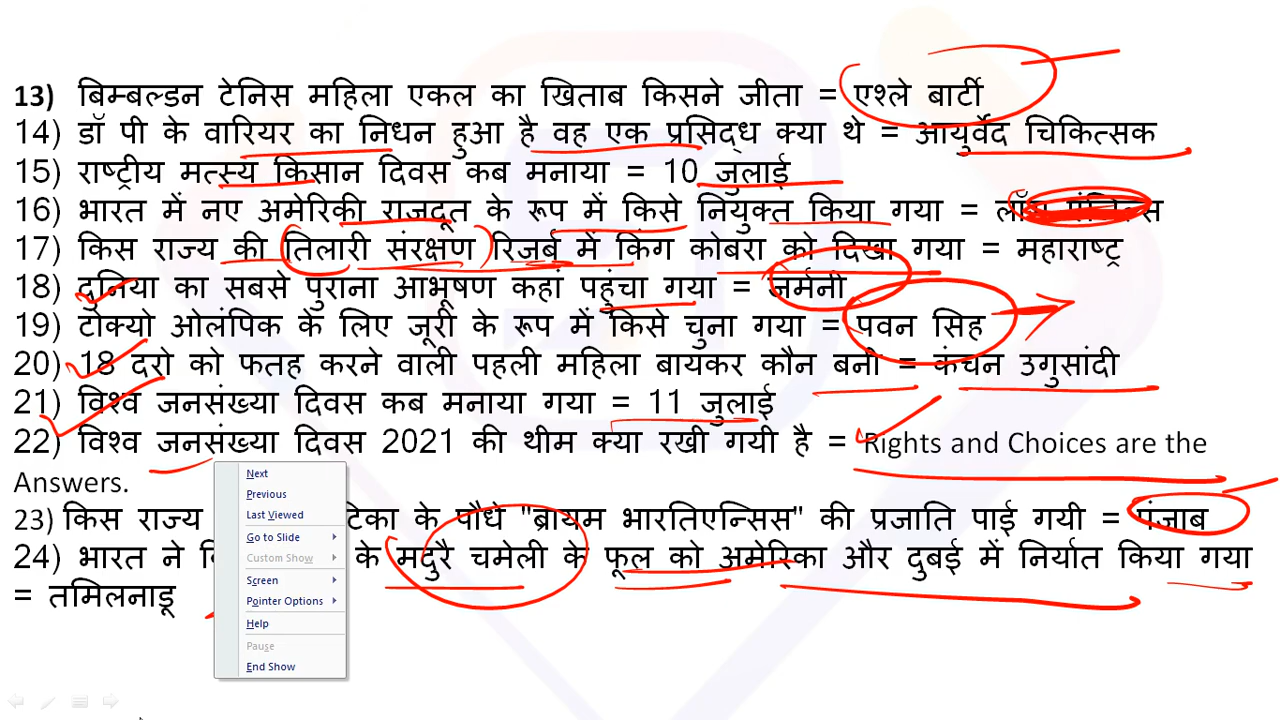 13) बिम्बल्डन टेनिस महिला एकल का खिताब किसने जीता = एश्ले बार्टी
14) डॉ पी के वारियर का निधन हुआ है वह एक प्रसिद्ध क्या थे = आयुर्वेद चिकित्सक
15) राष्ट्रीय मत्स्य किसान दिवस कब मनाया = 10 जुलाई
16) भारत में नए अमेरिकी राजदूत के रूप में किसे नियुक्त किया गया =
17) किस राज्य की तिलारी संरक्षण रिजर्ब में किंग कोबरा को दिखा गया = महाराष्ट्र
18) दुनिया का सबसे पुराना आभूषण कहां पहुंचा गया = जर्मनी
19) टोक्यो ओलंपिक के लिए जूरी के रूप में किसे चुना गया = पवन सिंह
20) 18 दरो को फतह करने वाली पहली महिला बायकर कौन बनी = कंचन उगुसांदी
21) विश्व जनसंख्या दिवस कब मनाया गया = 11 जुलाई
22) विश्व जनसंख्या दिवस 2021 की थीम क्या रखी गयी है = Rights and Choices are the
Answers.
23) किस राज्य के पौधे "ब्रायम भारतिएन्सिस" की प्रजाति पाई गयी = पंजाब
24) भारत ने के मदुरै चमेली के फूल को अमेरिका और दुबई में निर्यात किया गया
= तमिलनाडू
Next
Previous
Last Viewed
Go to Slide
Custom Show
Screen
Pointer Options
Help
Pause
End Show